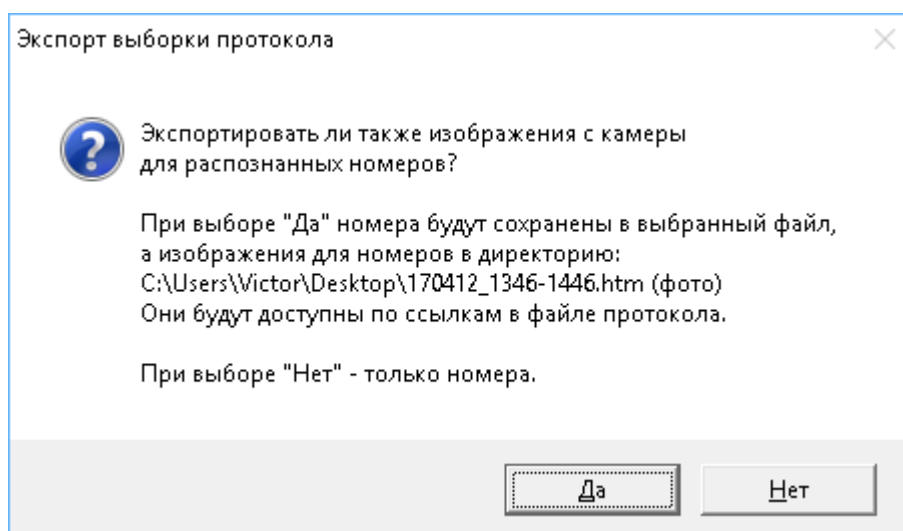 Экспорт выборки протокола
Экспортировать ли также изображения с камеры
для распознанных номеров?
При выборе "Да" номера будут сохранены в выбранный файл,
а изображения для номеров в директорию:
C:\Users\Victor\Desktop\170412_1346-1446.htm (фото)
Они будут доступны по ссылкам в файле протокола.
При выборе "Нет" - только номера.
Да
Нет